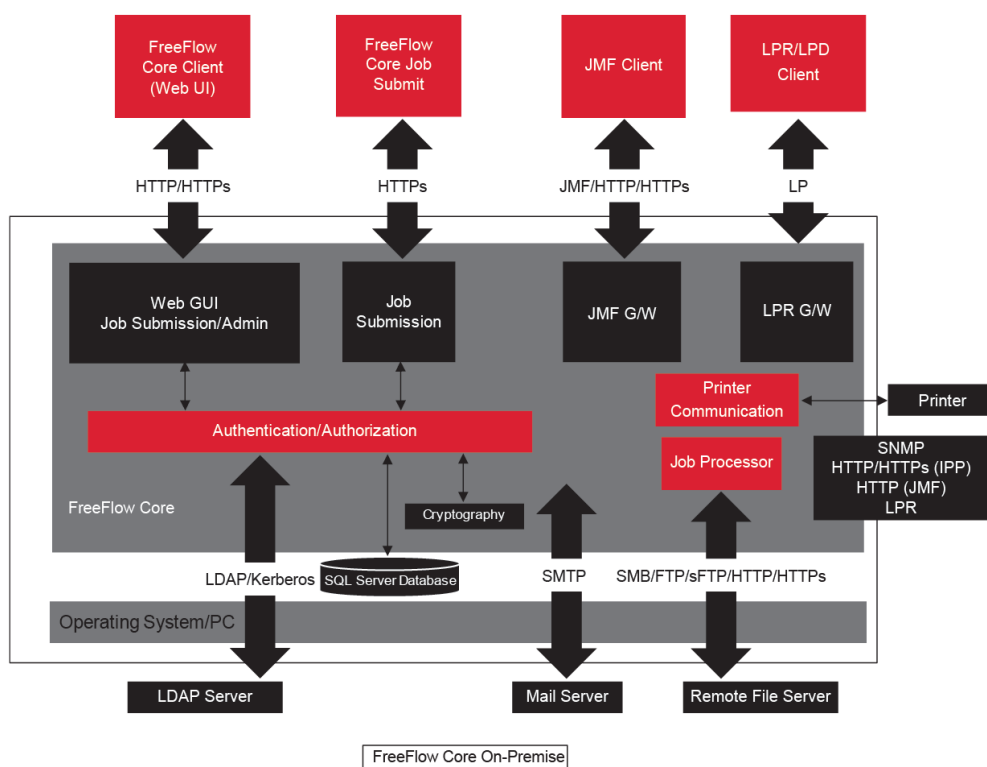 FreeFlow
Core Client
(Web UI)
FreeFlow
Core Job
Submit
JMF Client
LPR/LPD
Client
HTTP/HTTPs
HTTPs
JMF/HTTP/HTTPs
LP
Web GUI
Job Submission/Admin
Job
Submission
JMF G/W
LPR G/W
Printer
Communication
Printer
Authentication/Authorization
Job Processor
SNMP
HTTP/HTTPs (IPP)
HTTP (JMF)
LPR
FreeFlow Core
Cryptography
LDAP/Kerberos
SQL Server Database
SMTP
SMB/FTP/sFTP/HTTP/HTTPs
Operating System/PC
LDAP Server
Mail Server
Remote File Server
FreeFlow Core On-Premise